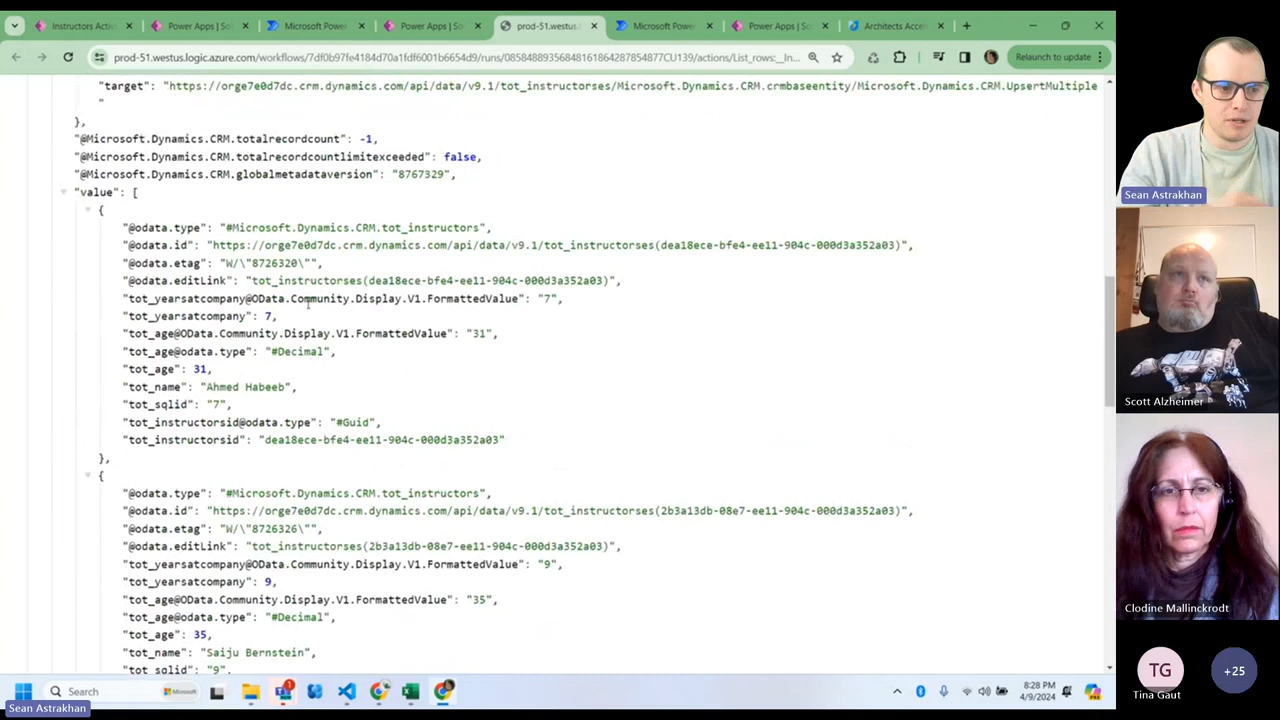 Instructors Activ
Power Apps | So
Microsoft Power
Power Apps | So
prod-51.westus.l
Microsoft Power
Power Apps | So
Architects Acce
prod-51.westus.logic.azure.com/workflows/7df0b97fe4184d70a1fdf6001b6654d9/runs/08584889356848161864287854877CU139/actions/List_rows:__In...
Relaunch to update
"target": "https://orge7e0d7dc.crm.dynamics.com/api/data/v9.1/tot_instructorses/Microsoft.Dynamics.CRM.crmbaseentity/Microsoft.Dynamics.CRM.UpsertMultiple
"
},
"@Microsoft.Dynamics.CRM.totalrecordcount": -1,
"@Microsoft.Dynamics.CRM.totalrecordcountlimitexceeded": false,
"@Microsoft.Dynamics.CRM.globalmetadataversion": "8767329",
"value": [
{
"@odata.type": "#Microsoft.Dynamics.CRM.tot_instructors",
"@odata.id": "https://orge7e0d7dc.crm.dynamics.com/api/data/v9.1/tot_instructorses(dea18ece-bfe4-ee11-904c-000d3a352a03)",
"@odata.etag": "W/\"8726320\"",
"@odata.editLink": "tot_instructorses(dea18ece-bfe4-ee11-904c-000d3a352a03)",
"tot_yearsatcompany@OData.Community.Display.V1.FormattedValue": "7",
"tot_yearsatcompany": 7,
"tot_age@OData.Community.Display.V1.FormattedValue": "31",
"tot_age@odata.type": "#Decimal",
"tot_age": 31,
"tot_name": "Ahmed Habeeb",
"tot_sqlid": "7",
"tot_instructorsid@odata.type": "#Guid",
"tot_instructorsid": "dea18ece-bfe4-ee11-904c-000d3a352a03"
},
{
"@odata.type": "#Microsoft.Dynamics.CRM.tot_instructors",
"@odata.id": "https://orge7e0d7dc.crm.dynamics.com/api/data/v9.1/tot_instructorses(2b3a13db-08e7-ee11-904c-000d3a352a03)",
"@odata.etag": "W/\"8726326\"",
"@odata.editLink": "tot_instructorses(2b3a13db-08e7-ee11-904c-000d3a352a03)",
"tot_yearsatcompany@OData.Community.Display.V1.FormattedValue": "9",
"tot_yearsatcompany": 9,
"tot_age@OData.Community.Display.V1.FormattedValue": "35",
"tot_age@odata.type": "#Decimal",
"tot_age": 35,
"tot_name": "Saiju Bernstein",
"tot_sqlid": "9",
Search
Microsoft
8:28 PM
4/9/2024
Sean Astrakhan
Sean Astrakhan
Scott Alzheimer
Clodine Mallinckrodt
TG
Tina Gaut
+25